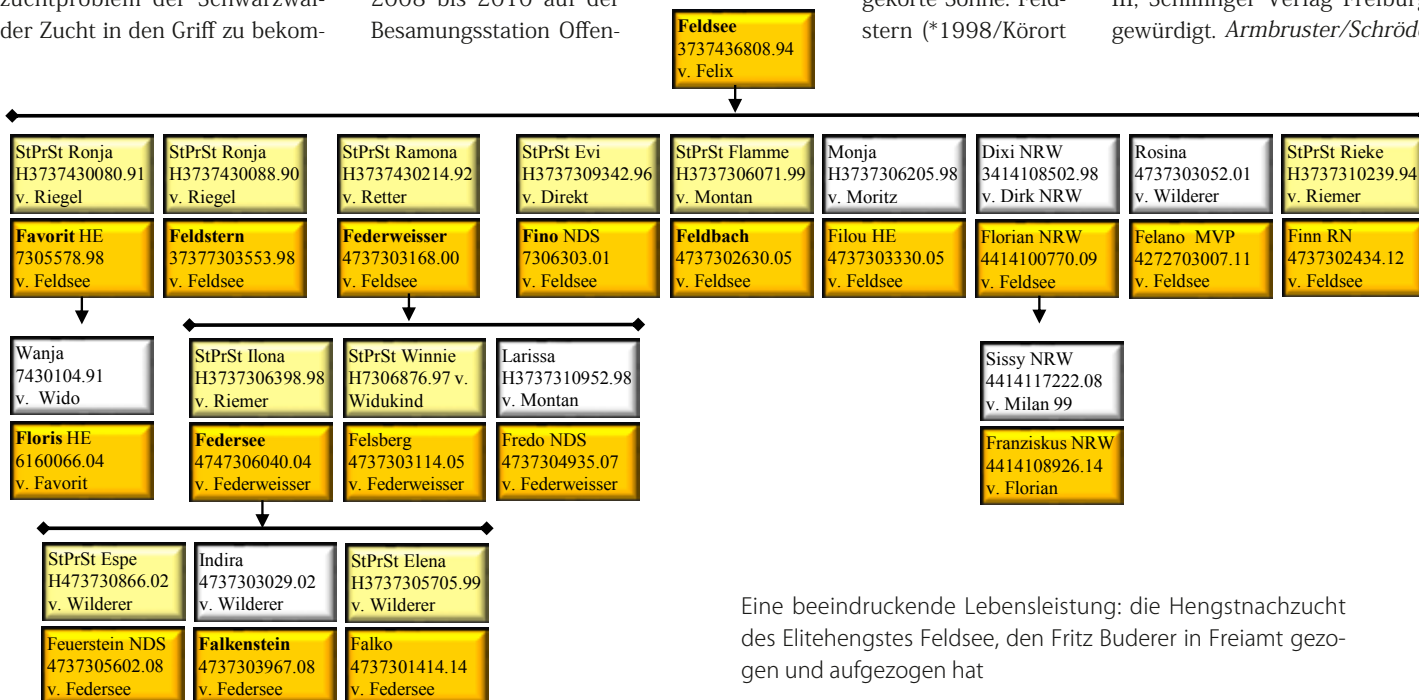 zuchtproblem der Schwarzwäl-
der Zucht in den Griff zu bekom-
2008 bis 2010 auf der
Besamungsstation Offen-
gekörte Söhne: Feld-
stern (*1998/Körort
III, Schillinger Verlag Freiburg
gewürdigt. Armbruster/Schröde
Feldsee
3737436808.94
v. Felix
StPrSt Ronja
H3737430080.91
v. Riegel
StPrSt Ronja
H3737430088.90
v. Riegel
StPrSt Ramona
H3737430214.92
v. Retter
StPrSt Evi
H3737309342.96
v. Direkt
StPrSt Flamme
H3737306071.99
v. Montan
Monja
H3737306205.98
v. Moritz
Dixi NRW
3414108502.98
v. Dirk NRW
Rosina
4737303052.01
v. Wilderer
StPrSt Rieke
H3737310239.94
v. Riemer
Favorit HE
7305578.98
v. Feldsee
Feldstern
37377303553.98
v. Feldsee
Federweisser
4737303168.00
v. Feldsee
Fino NDS
7306303.01
v. Feldsee
Feldbach
4737302630.05
v. Feldsee
Filou HE
4737303330.05
v. Feldsee
Florian NRW
4414100770.09
v. Feldsee
Felano MVP
4272703007.11
v. Feldsee
Finn RN
4737302434.12
v. Feldsee
Wanja
7430104.91
v. Wido
StPrSt Ilona
H3737306398.98
v. Riemer
StPrSt Winnie
H7306876.97 v.
Widukind
Larissa
H3737310952.98
v. Montan
Sissy NRW
4414117222.08
v. Milan 99
Floris HE
6160066.04
v. Favorit
Federsee
4747306040.04
v. Federweisser
Felsberg
4737303114.05
v. Federweisser
Fredo NDS
4737304935.07
v. Federweisser
Franziskus NRW
4414108926.14
v. Florian
StPrSt Espe
H473730866.02
v. Wilderer
Indira
4737303029.02
v. Wilderer
StPrSt Elena
H3737305705.99
v. Wilderer
Feuerstein NDS
4737305602.08
v. Federsee
Falkenstein
4737303967.08
v. Federsee
Falko
4737301414.14
v. Federsee
Eine beeindruckende Lebensleistung: die Hengstnachzucht
des Elitehengstes Feldsee, den Fritz Buderer in Freiamt gezo-
gen und aufgezogen hat